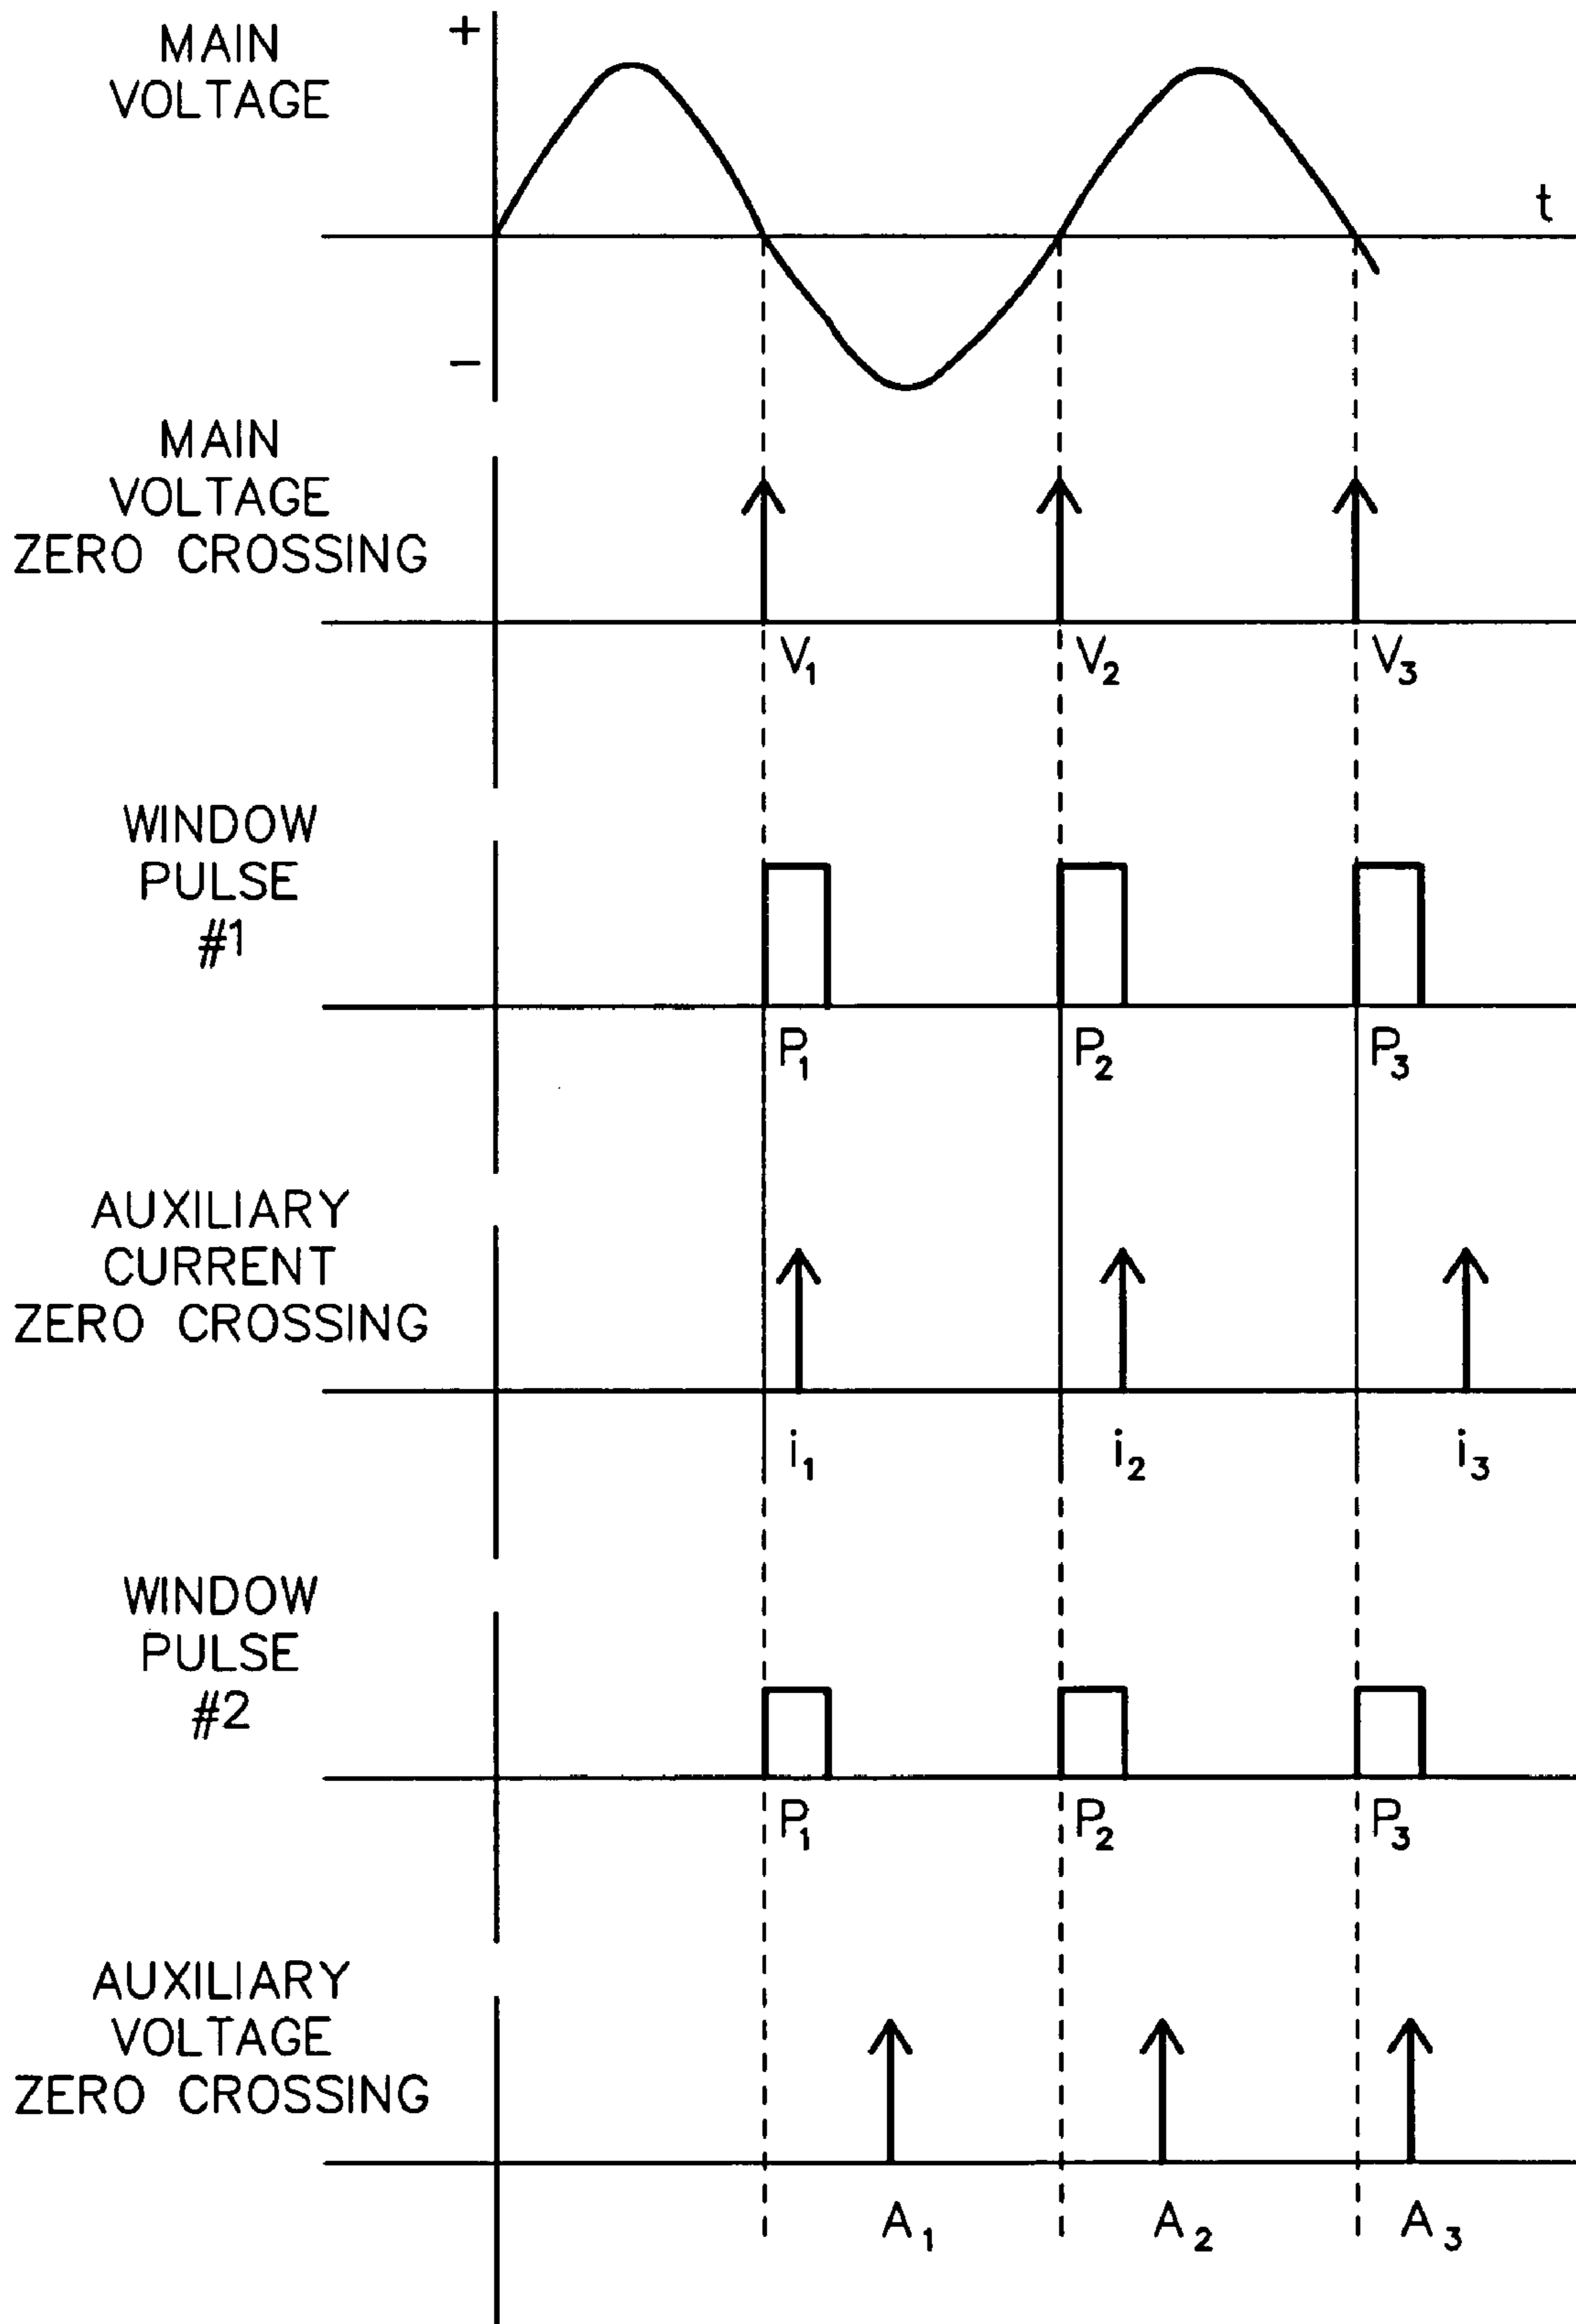 MAIN
VOLTAGE
+
−
t
MAIN
VOLTAGE
ZERO CROSSING
V₁ V₂ V₃
WINDOW
PULSE
#1
P₁ P₂ P₃
AUXILIARY
CURRENT
ZERO CROSSING
i₁ i₂ i₃
WINDOW
PULSE
#2
P₁ P₂ P₃
AUXILIARY
VOLTAGE
ZERO CROSSING
A₁ A₂ A₃